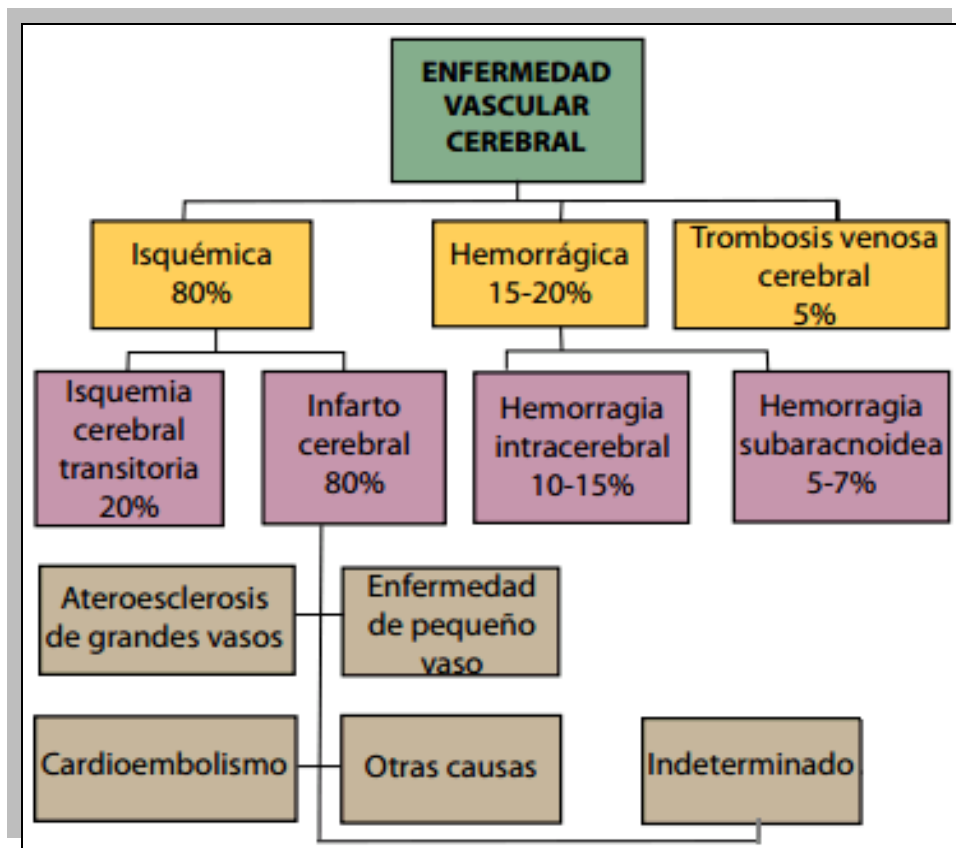 ENFERMEDAD
VASCULAR
CEREBRAL
Isquémica
80%
Hemorrágica
15-20%
Trombosis venosa
cerebral
5%
Isquemia
cerebral
transitoria
20%
Infarto
cerebral
80%
Hemorragia
intracerebral
10-15%
Hemorragia
subaracnoidea
5-7%
Ateroesclerosis
de grandes vasos
Enfermedad
de pequeño
vaso
Cardioembolismo
Otras causas
Indeterminado